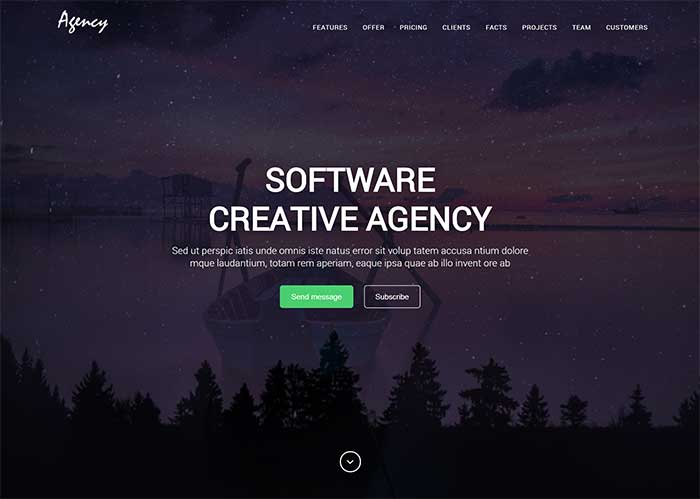 Agency
FEATURES OFFER PRICING CLIENTS FACTS PROJECTS TEAM CUSTOMERS
SOFTWARE
CREATIVE AGENCY
Sed ut perspic iatis unde omnis iste natus error sit volup tatem accusa ntium dolore
mque laudantium, totam rem aperiam, eaque ipsa quae ab illo invent ore ab
Send message Subscribe